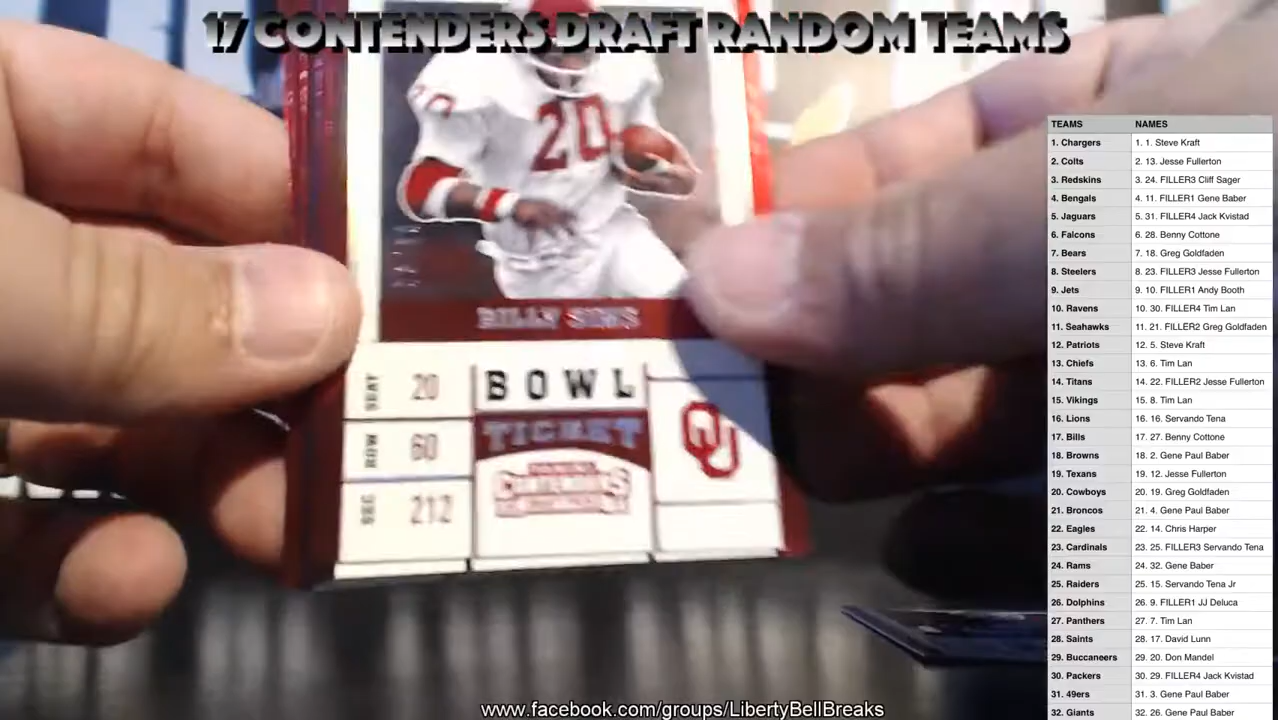 17 CONTENDERS DRAFT RANDOM TEAMS
20
20
BILLY SIMS
SEAT 20
ROW 60
SEC 212
BOWL
TICKET
PANINI
CONTENDERS
OU
TEAMS NAMES
1. Chargers 1. 1. Steve Kraft
2. Colts 2. 13. Jesse Fullerton
3. Redskins 3. 24. FILLER3 Cliff Sager
4. Bengals 4. 11. FILLER1 Gene Baber
5. Jaguars 5. 31. FILLER4 Jack Kvistad
6. Falcons 6. 28. Benny Cottone
7. Bears 7. 18. Greg Goldfaden
8. Steelers 8. 23. FILLER3 Jesse Fullerton
9. Jets 9. 10. FILLER1 Andy Booth
10. Ravens 10. 30. FILLER4 Tim Lan
11. Seahawks 11. 21. FILLER2 Greg Goldfaden
12. Patriots 12. 5. Steve Kraft
13. Chiefs 13. 6. Tim Lan
14. Titans 14. 22. FILLER2 Jesse Fullerton
15. Vikings 15. 8. Tim Lan
16. Lions 16. 16. Servando Tena
17. Bills 17. 27. Benny Cottone
18. Browns 18. 2. Gene Paul Baber
19. Texans 19. 12. Jesse Fullerton
20. Cowboys 20. 19. Greg Goldfaden
21. Broncos 21. 4. Gene Paul Baber
22. Eagles 22. 14. Chris Harper
23. Cardinals 23. 25. FILLER3 Servando Tena
24. Rams 24. 32. Gene Baber
25. Raiders 25. 15. Servando Tena Jr
26. Dolphins 26. 9. FILLER1 JJ Deluca
27. Panthers 27. 7. Tim Lan
28. Saints 28. 17. David Lunn
29. Buccaneers 29. 20. Don Mandel
30. Packers 30. 29. FILLER4 Jack Kvistad
31. 49ers 31. 3. Gene Paul Baber
32. Giants 32. 26. Gene Paul Baber
www.facebook.com/groups/LibertyBellBreaks